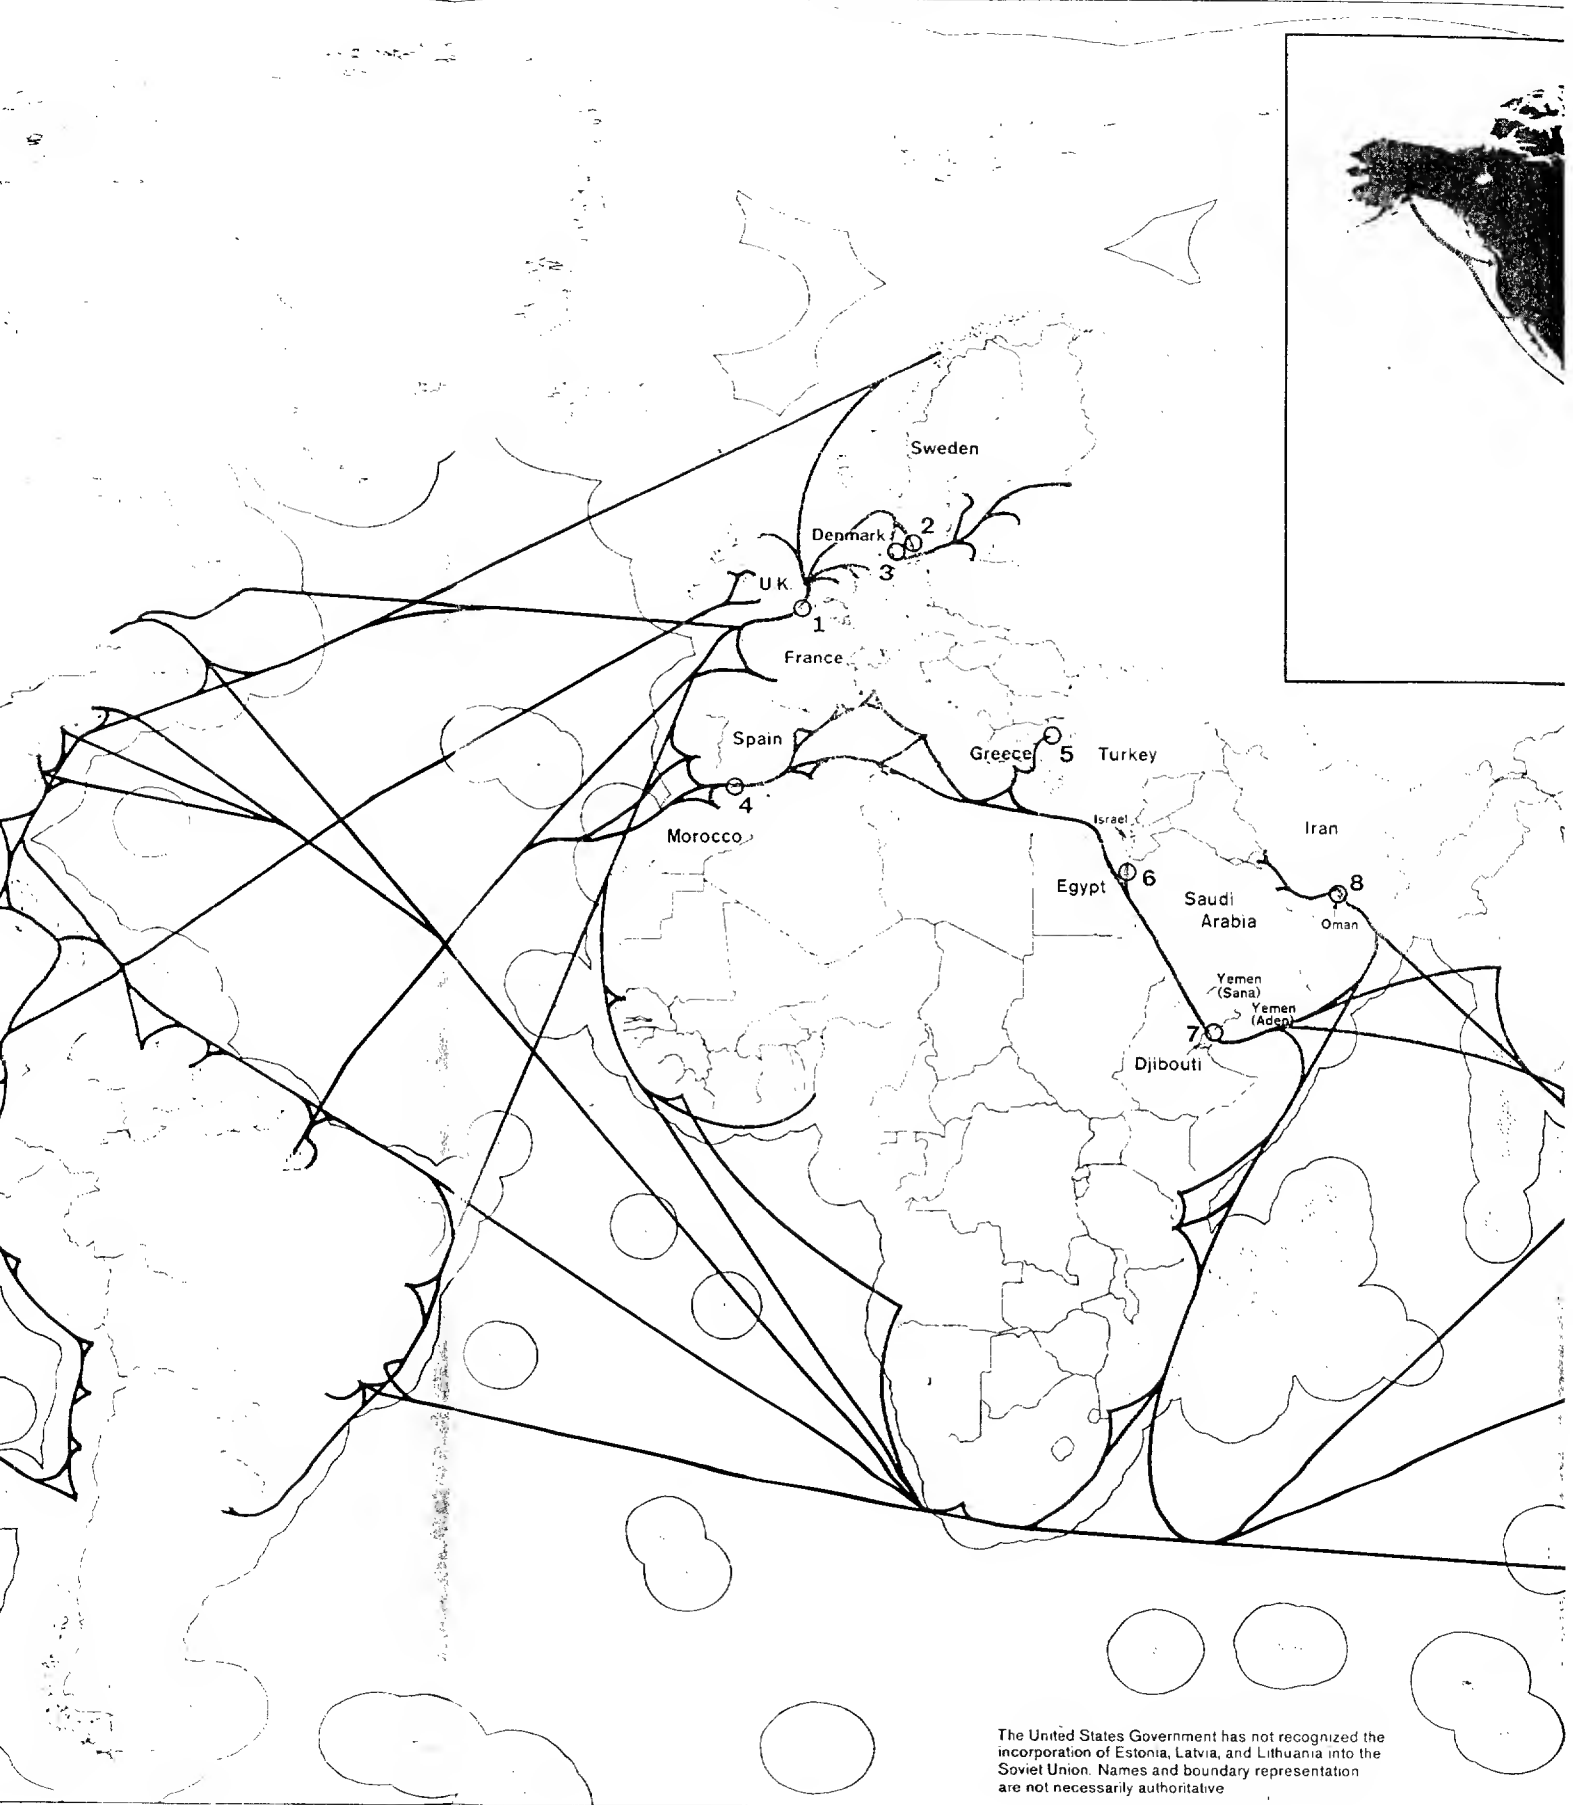 Sweden
Denmark
2
3
U K
1
France
Spain
Greece
5
Turkey
4
Morocco
Israel
Iran
Egypt
6
Saudi
Arabia
8
Oman
Yemen
(Sana)
Yemen
(Aden)
7
Djibouti
The United States Government has not recognized the
incorporation of Estonia, Latvia, and Lithuania into the
Soviet Union. Names and boundary representation
are not necessarily authoritative